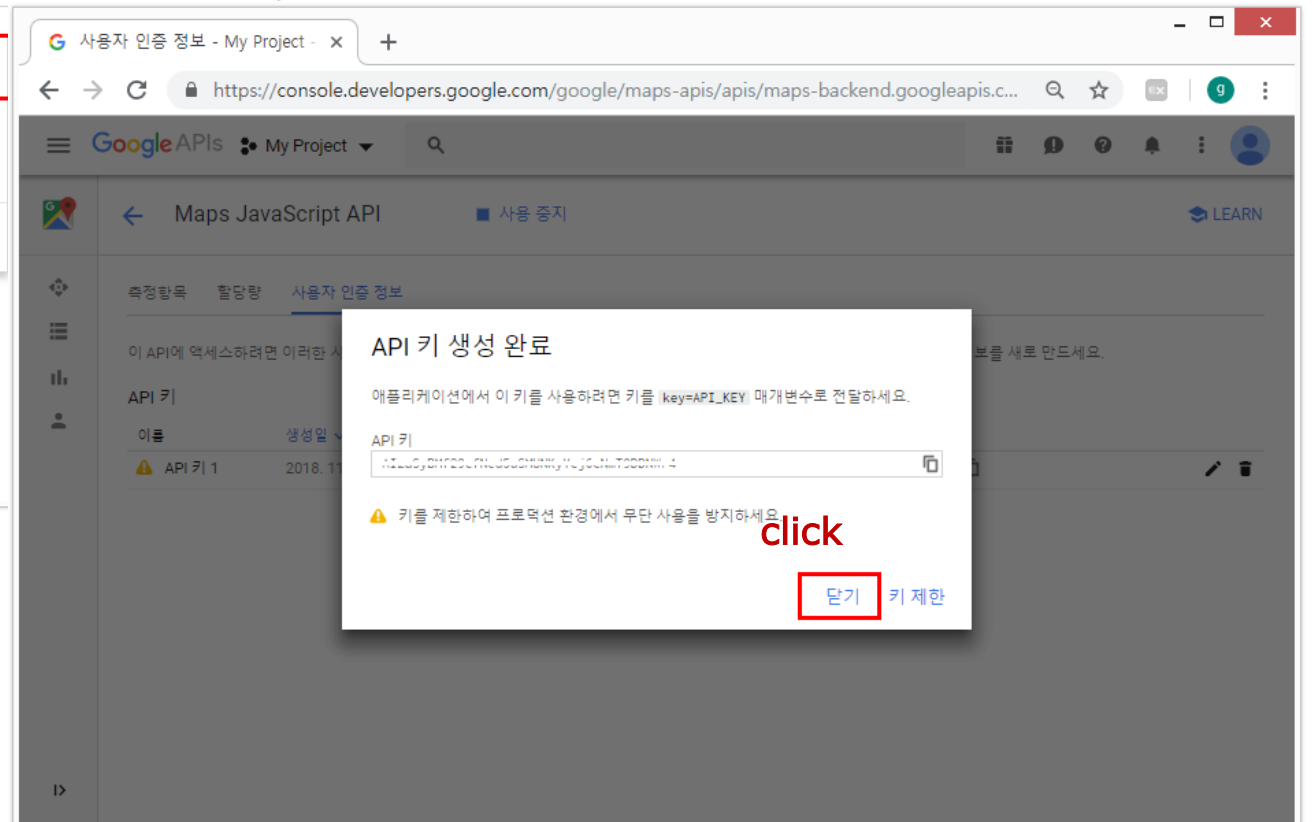 사용자 인증 정보 - My Project -
https://console.developers.google.com/google/maps-apis/apis/maps-backend.googleapis.c...
g
Google APIs My Project
Maps JavaScript API 사용 중지 LEARN
측정항목 할당량 사용자 인증 정보
이 API에 액세스하려면 이러한 보를 새로 만드세요.
API 키
이름 생성일
API 키 1 2018. 11
API 키 생성 완료
애플리케이션에서 이 키를 사용하려면 키를 key=API_KEY 매개변수로 전달하세요.
API 키
키를 제한하여 프로덕션 환경에서 무단 사용을 방지하세요.
click
닫기 키 제한